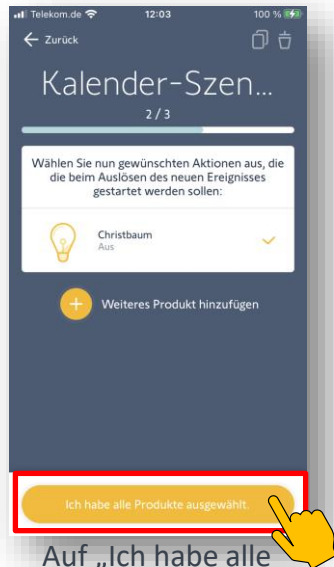 Telekom.de 12:03 100 %
← Zurück
Kalender-Szen...
2 / 3
Wählen Sie nun gewünschten Aktionen aus, die
die beim Auslösen des neuen Ereignisses
gestartet werden sollen:
Christbaum
Aus
+ Weiteres Produkt hinzufügen
Ich habe alle Produkte ausgewählt.
Auf „Ich habe alle